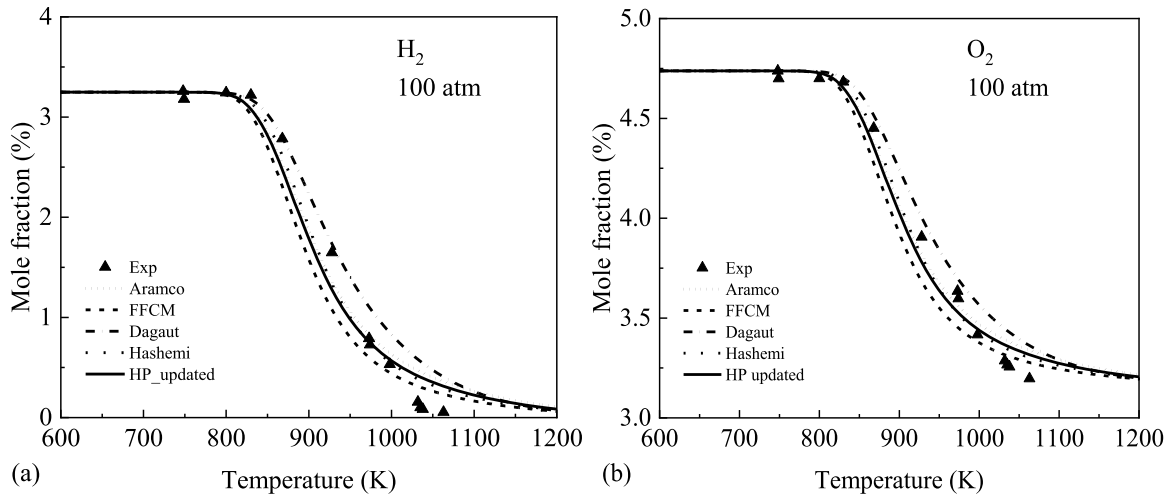 4
3
2
1
0
Mole fraction (%)
H2
100 atm
Exp
Aramco
FFCM
Dagaut
Hashemi
HP_updated
600 700 800 900 1000 1100 1200
Temperature (K)
(a)
5.0
4.5
4.0
3.5
3.0
Mole fraction (%)
O2
100 atm
Exp
Aramco
FFCM
Dagaut
Hashemi
HP updated
600 700 800 900 1000 1100 1200
Temperature (K)
(b)